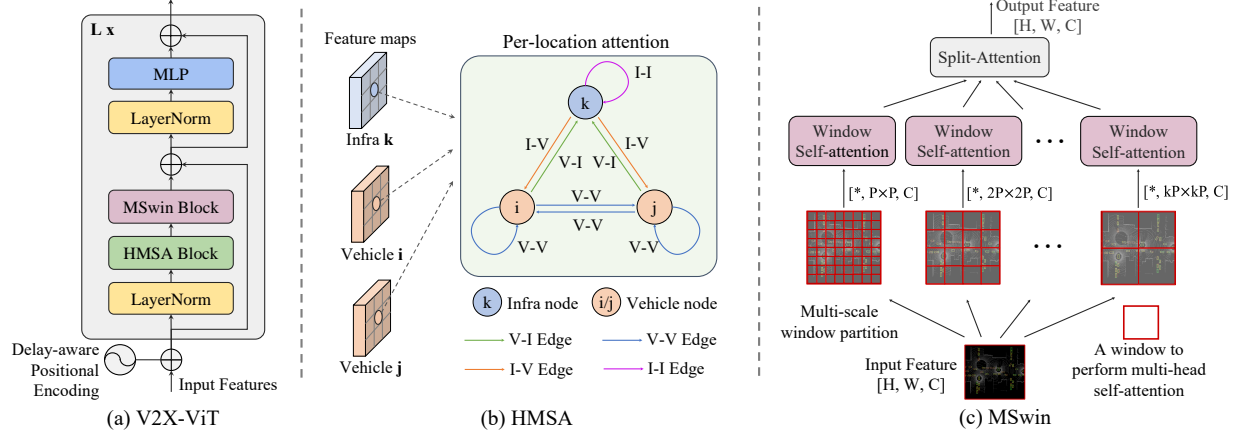 L x
MLP
LayerNorm
MSwin Block
HMSA Block
LayerNorm
Delay-aware
Positional
Encoding
Input Features
(a) V2X-ViT
Feature maps
Infra k
Vehicle i
Vehicle j
Per-location attention
I-I
k
I-V
V-I
V-I
I-V
i
V-V
V-V
j
V-V
V-V
k
Infra node
i/j
Vehicle node
V-I Edge
V-V Edge
I-V Edge
I-I Edge
(b) HMSA
Output Feature
[H, W, C]
Split-Attention
Window
Self-attention
Window
Self-attention
...
Window
Self-attention
[*, P×P, C]
[*, 2P×2P, C]
[*, kP×kP, C]
...
Multi-scale
window partition
Input Feature
[H, W, C]
A window to
perform multi-head
self-attention
(c) MSwin